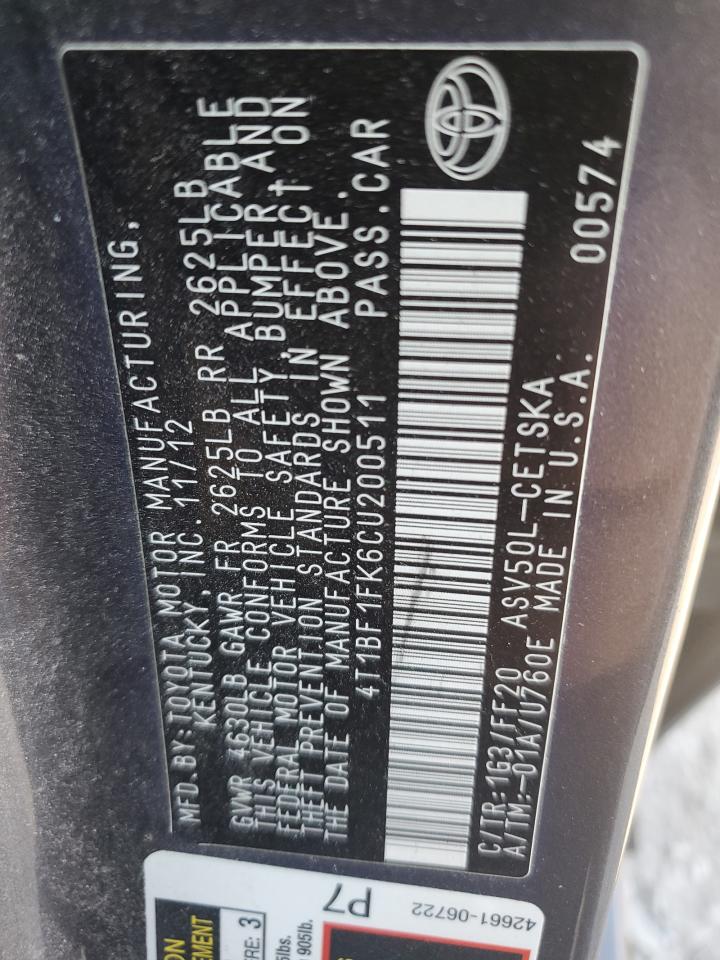 MFD. BY: TOYOTA MOTOR MANUFACTURING,
KENTUCKY, INC. 11/12
GVWR 4630LB GAWR FR 2625LB RR 2625LB
THIS VEHICLE CONFORMS TO ALL APPLICABLE
FEDERAL MOTOR VEHICLE SAFETY, BUMPER, AND
THEFT PREVENTION STANDARDS IN EFFECT ON
THE DATE OF MANUFACTURE SHOWN ABOVE.
4T1BF1FK6CU200511 PASS.CAR
C/TR: 1G3/FF20 ASV50L-CETSKA
A/TM: -01A/U760E MADE IN U.S.A. 00574
P7
42661-06722
3
905lb.